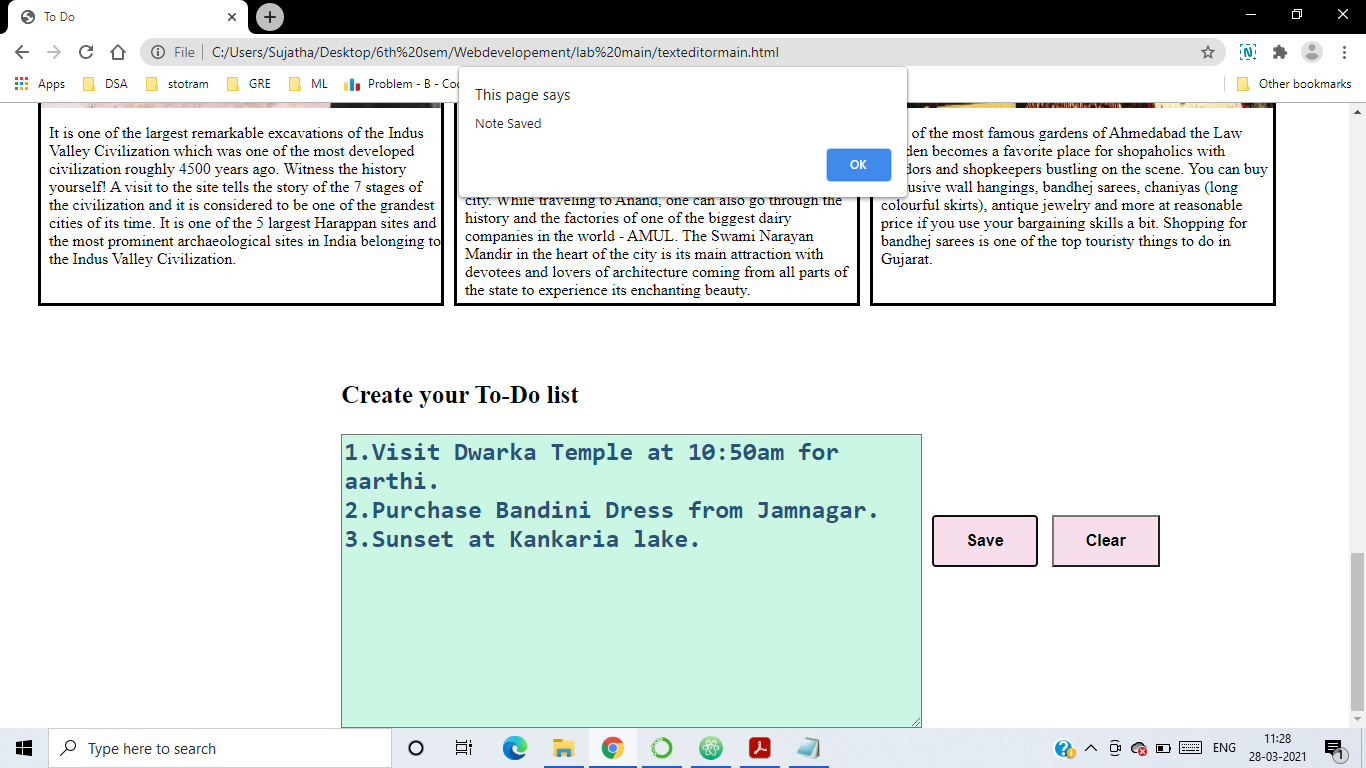 To Do
File
C:/Users/Sujatha/Desktop/6th%20sem/Webdevelopement/lab%20main/texteditormain.html
Apps
DSA
stotram
GRE
ML
Problem - B - Co
Other bookmarks
This page says
Note Saved
OK
It is one of the largest remarkable excavations of the Indus
Valley Civilization which was one of the most developed
civilization roughly 4500 years ago. Witness the history
yourself! A visit to the site tells the story of the 7 stages of
the civilization and it is considered to be one of the grandest
cities of its time. It is one of the 5 largest Harappan sites and
the most prominent archaeological sites in India belonging to
the Indus Valley Civilization.
city. While traveling to Anand, one can also go through the
history and the factories of one of the biggest dairy
companies in the world - AMUL. The Swami Narayan
Mandir in the heart of the city is its main attraction with
devotees and lovers of architecture coming from all parts of
the state to experience its enchanting beauty.
of the most famous gardens of Ahmedabad the Law
den becomes a favorite place for shopaholics with
dors and shopkeepers bustling on the scene. You can buy
usive wall hangings, bandhej sarees, chaniyas (long
colourful skirts), antique jewelry and more at reasonable
price if you use your bargaining skills a bit. Shopping for
bandhej sarees is one of the top touristy things to do in
Gujarat.
Create your To-Do list
1.Visit Dwarka Temple at 10:50am for
aarthi.
2.Purchase Bandini Dress from Jamnagar.
3.Sunset at Kankaria lake.
Save
Clear
Type here to search
ENG
11:28
28-03-2021
1